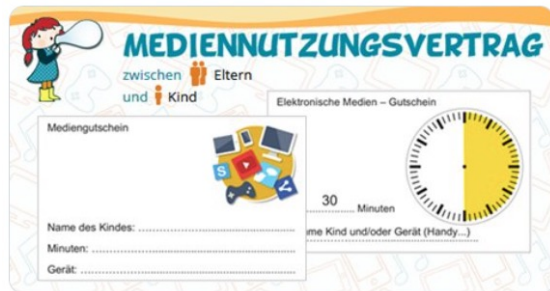 MEDIENNUTZUNGSVERTRAG
zwischen Eltern
und Kind
Elektronische Medien – Gutschein
30 Minuten
me Kind und/oder Gerät (Handy...)
Mediengutschein
S
Name des Kindes:
Minuten:
Gerät: